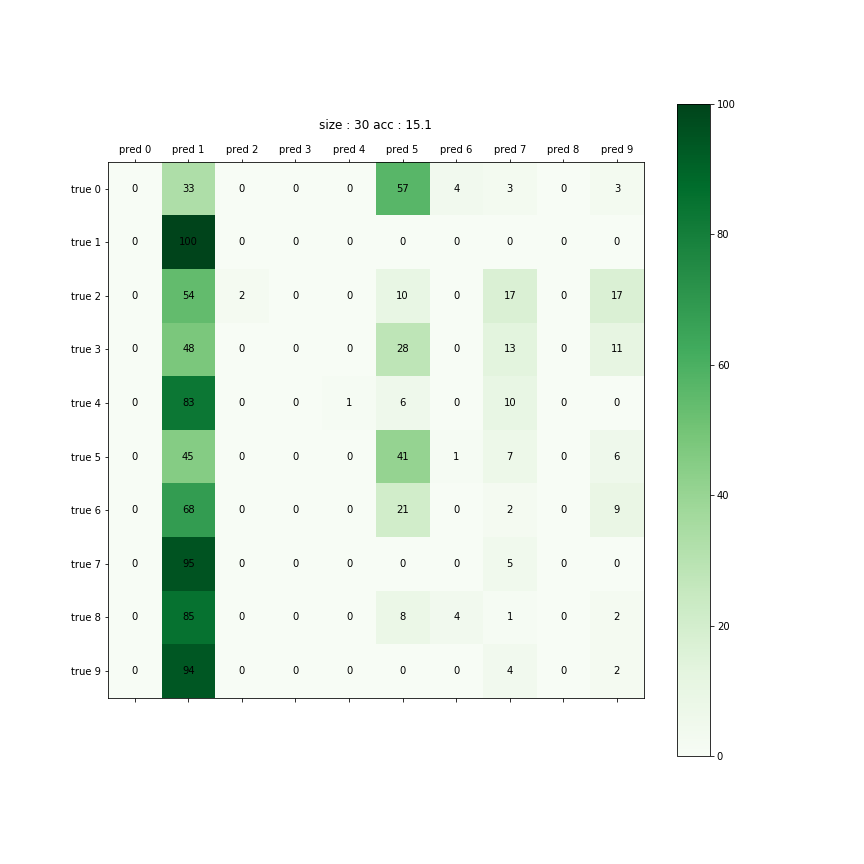 size : 30 acc : 15.1
pred 0 pred 1 pred 2 pred 3 pred 4 pred 5 pred 6 pred 7 pred 8 pred 9
true 0 0 33 0 0 0 57 4 3 0 3
true 1 0 100 0 0 0 0 0 0 0 0
true 2 0 54 2 0 0 10 0 17 0 17
true 3 0 48 0 0 0 28 0 13 0 11
true 4 0 83 0 0 1 6 0 10 0 0
true 5 0 45 0 0 0 41 1 7 0 6
true 6 0 68 0 0 0 21 0 2 0 9
true 7 0 95 0 0 0 0 0 5 0 0
true 8 0 85 0 0 0 8 4 1 0 2
true 9 0 94 0 0 0 0 0 4 0 2
100
80
60
40
20
0